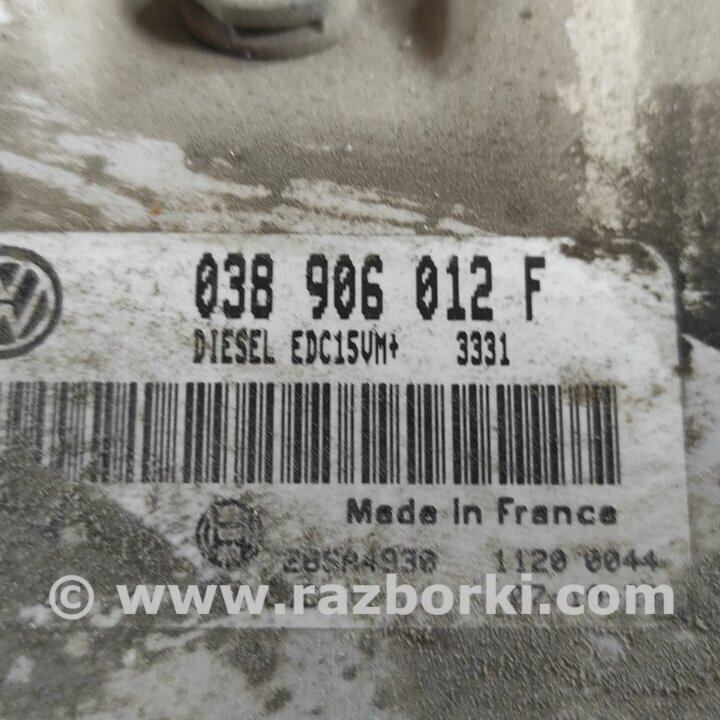 038 906 012 F
DIESEL EDC15VM+ 3331
Made in France
28SA4930 1120 0044
© www.razborki.com